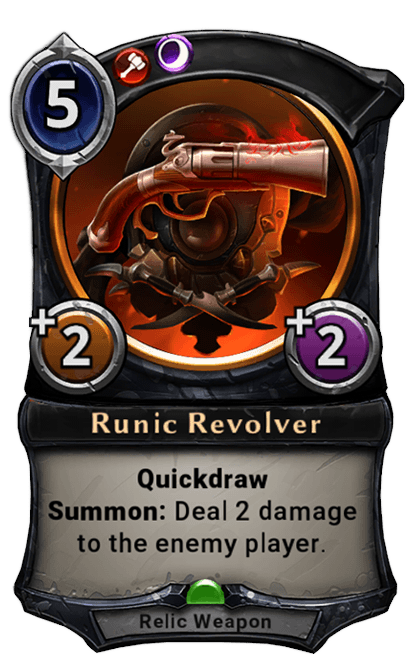 5
+2
+2
Runic Revolver
Quickdraw
Summon: Deal 2 damage
to the enemy player.
Relic Weapon